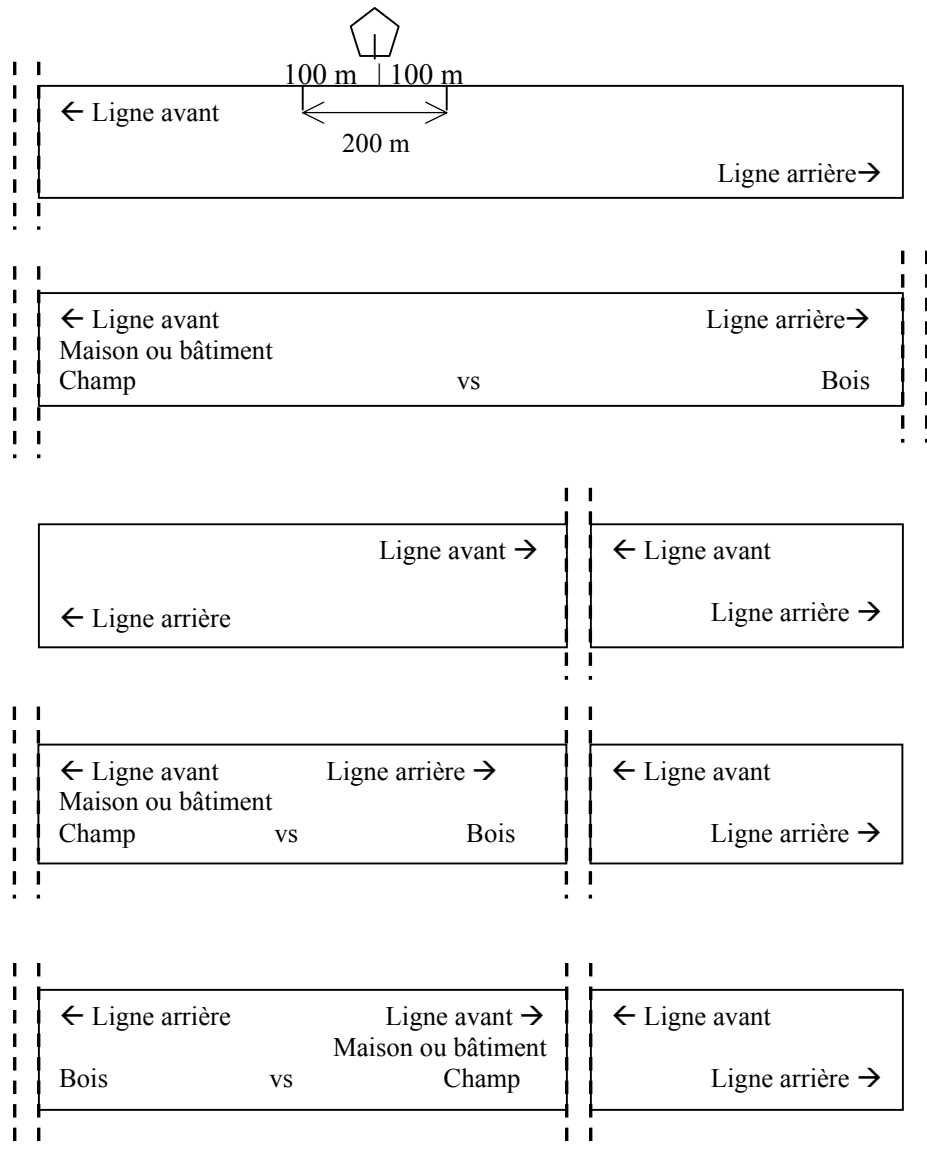 100 m | 100 m
← Ligne avant
200 m
Ligne arrière→
← Ligne avant Ligne arrière→
Maison ou bâtiment
Champ vs Bois
Ligne avant → ← Ligne avant
← Ligne arrière Ligne arrière →
← Ligne avant Ligne arrière → ← Ligne avant
Maison ou bâtiment
Champ vs Bois Ligne arrière →
← Ligne arrière Ligne avant → ← Ligne avant
Maison ou bâtiment
Bois vs Champ Ligne arrière →